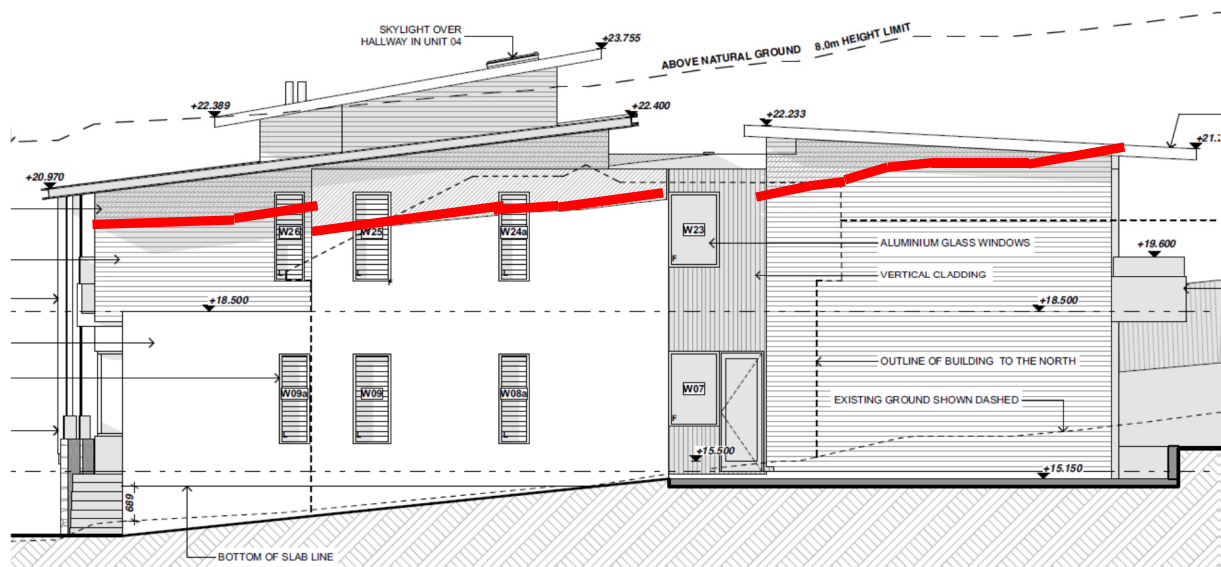 SKYLIGHT OVER
HALLWAY IN UNIT 04
+23.755
ABOVE NATURAL GROUND 8.0m HEIGHT LIMIT
+22.389
+22.400
+22.233
+20.970
W26
W25
W24a
W23
ALUMINIUM GLASS WINDOWS
+19.600
VERTICAL CLADDING
L
L
F
L
F
+18.500
+18.500
OUTLINE OF BUILDING TO THE NORTH
W09a
W09
W08a
W07
EXISTING GROUND SHOWN DASHED
L
L
L
F
+15.500
+15.150
689
BOTTOM OF SLAB LINE